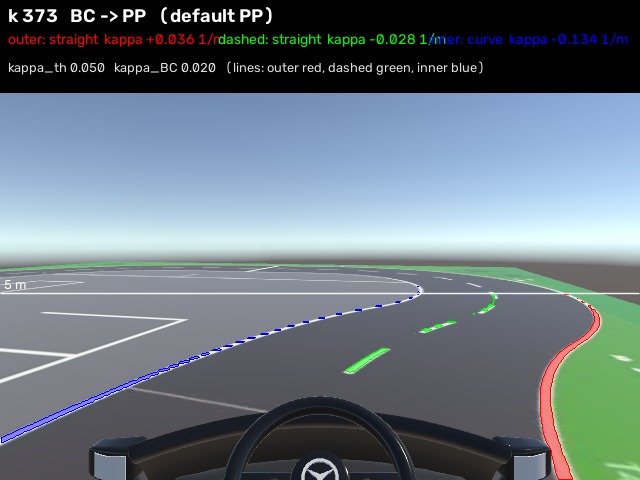 k 373 BC -> PP (default PP)
outer: straight kappa +0.036 1/m dashed: straight kappa -0.028 1/m inner: curve kappa -0.134 1/m
kappa_th 0.050 kappa_BC 0.020 (lines: outer red, dashed green, inner blue)
5 m